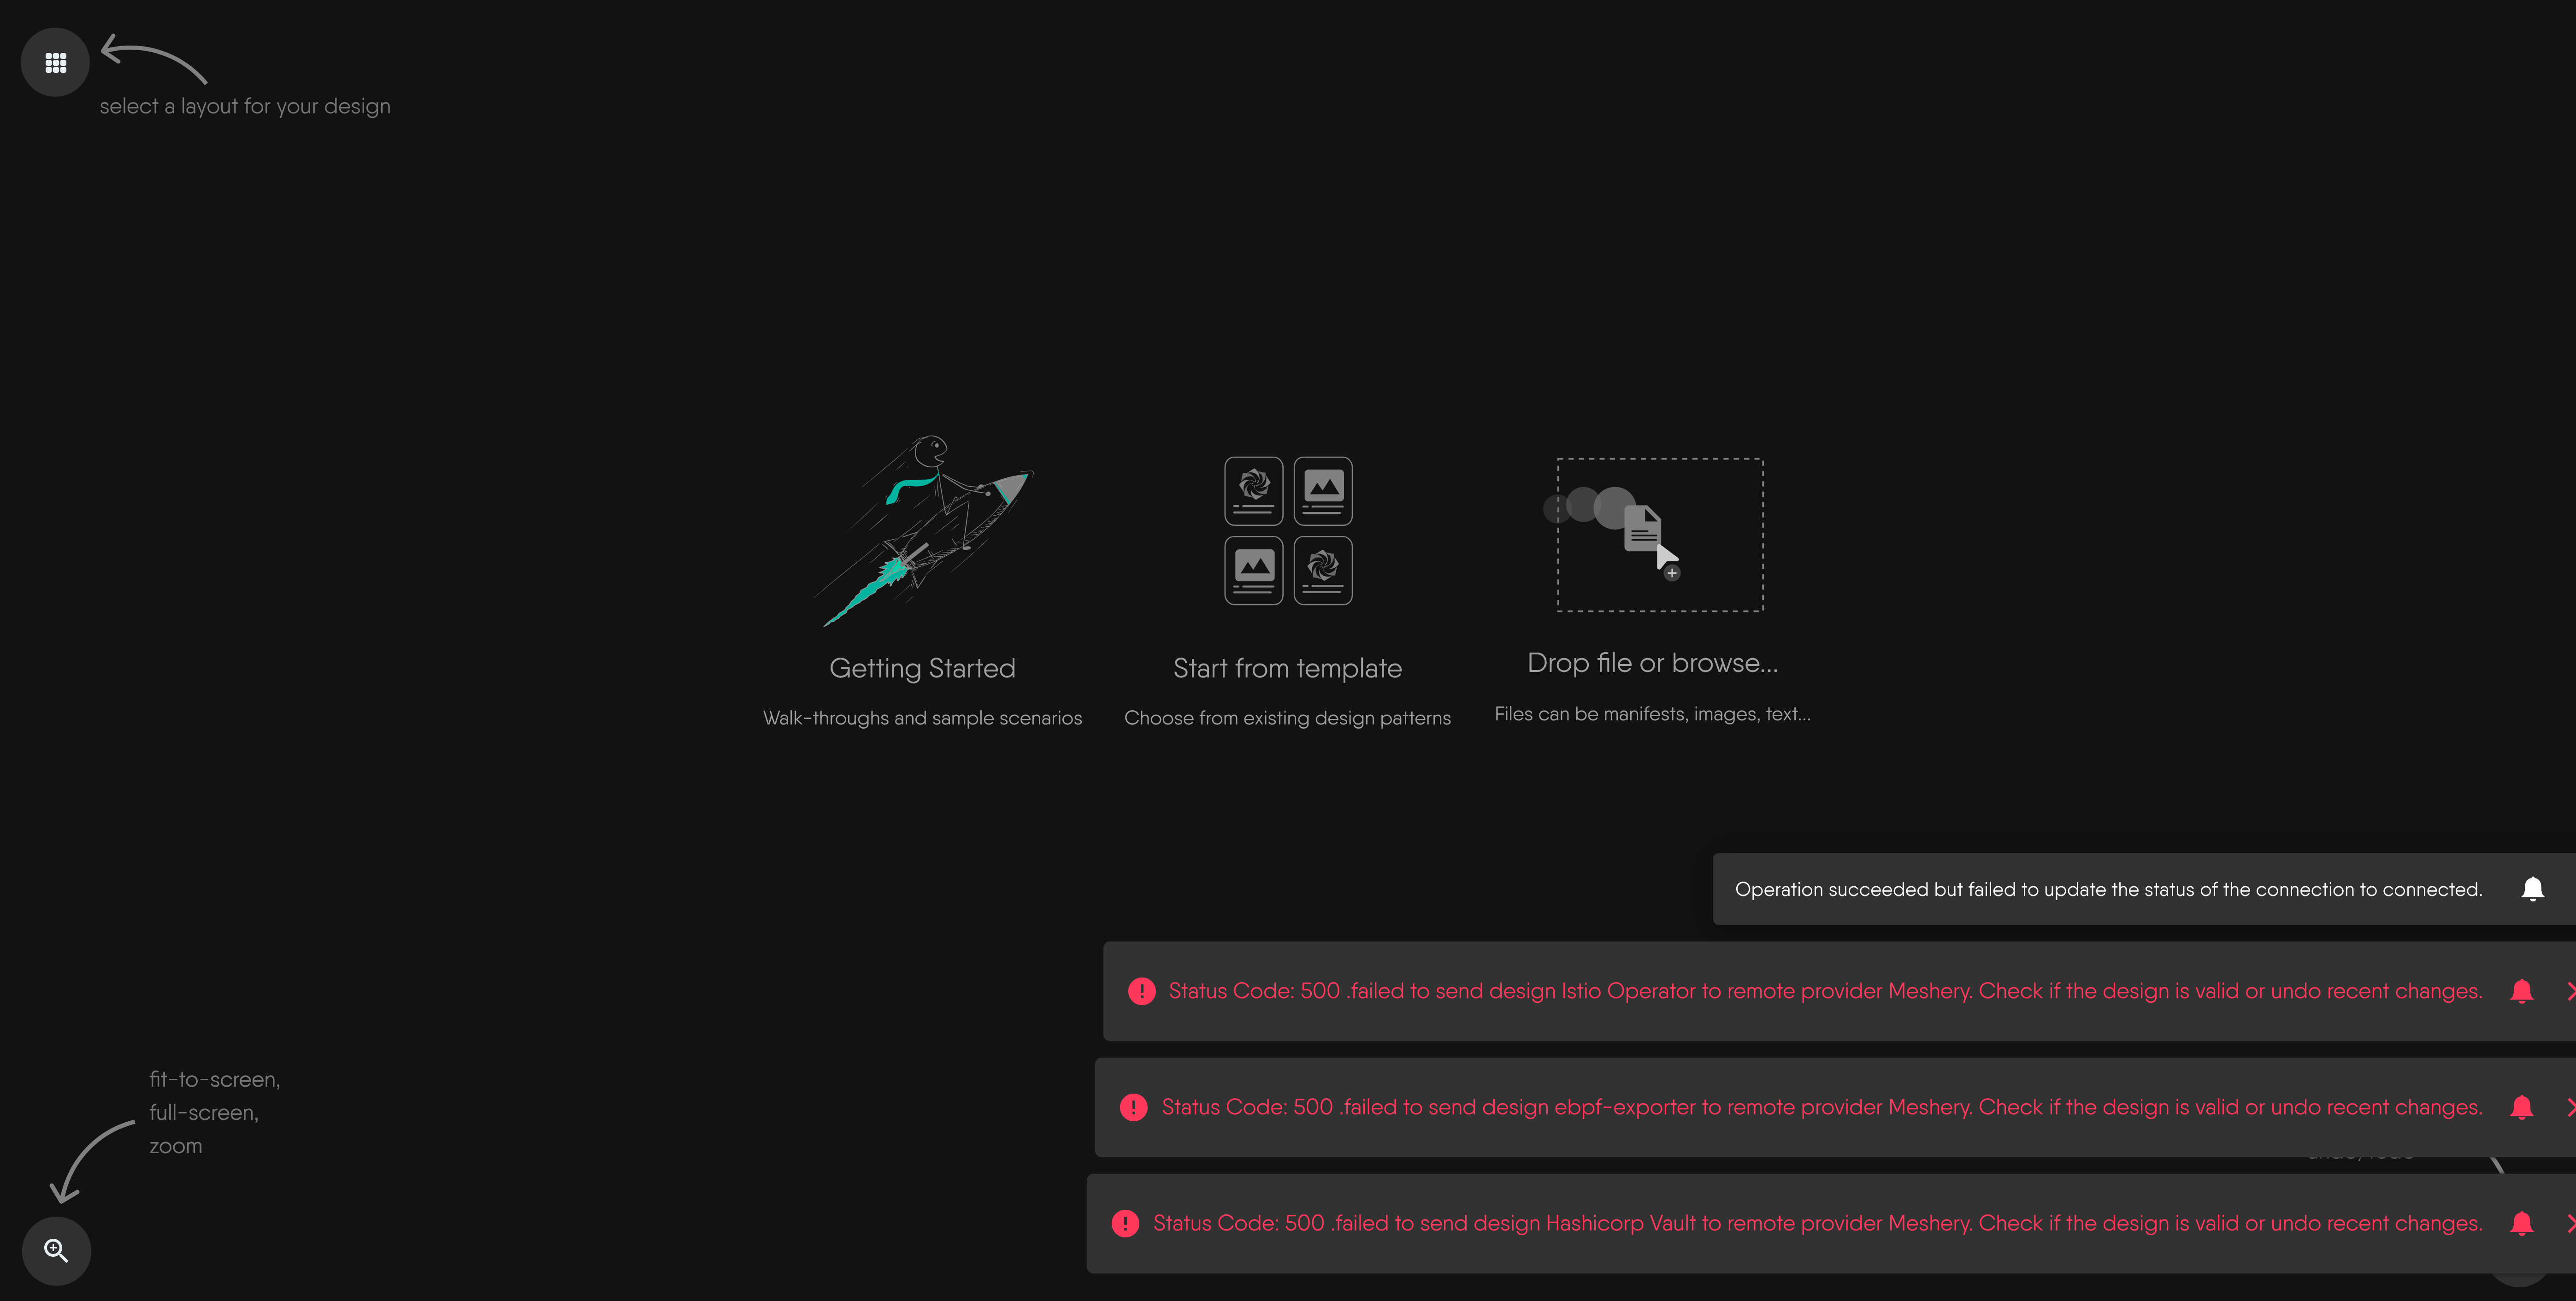 select a layout for your design
Getting Started
Walk-throughs and sample scenarios
Start from template
Choose from existing design patterns
Drop file or browse...
Files can be manifests, images, text...
Operation succeeded but failed to update the status of the connection to connected.
Status Code: 500 .failed to send design Istio Operator to remote provider Meshery. Check if the design is valid or undo recent changes.
fit-to-screen,
full-screen,
zoom
Status Code: 500 .failed to send design ebpf-exporter to remote provider Meshery. Check if the design is valid or undo recent changes.
Status Code: 500 .failed to send design Hashicorp Vault to remote provider Meshery. Check if the design is valid or undo recent changes.